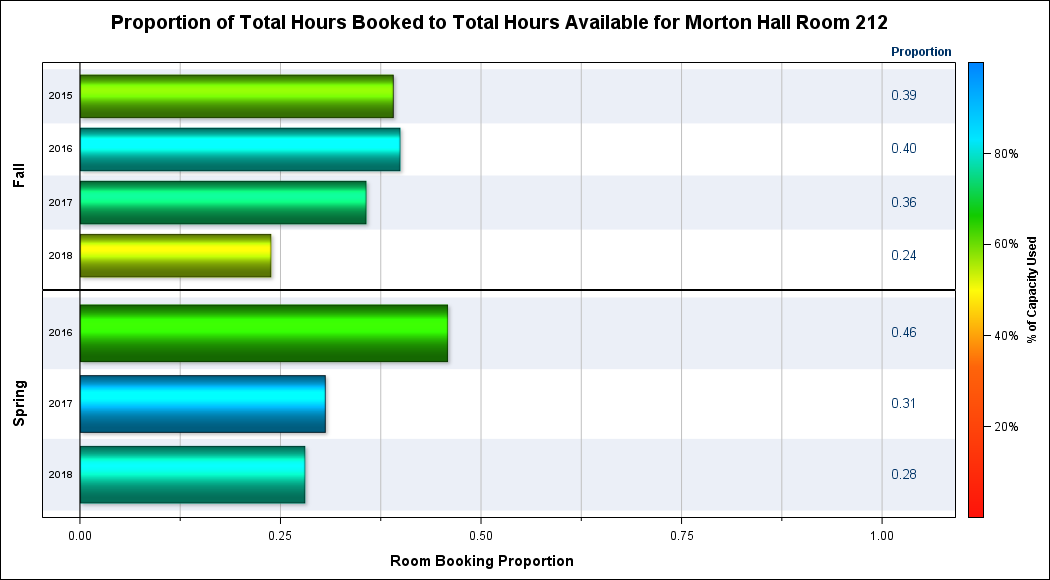 Proportion of Total Hours Booked to Total Hours Available for Morton Hall Room 212
Proportion
Fall
2015 0.39
2016 0.40
2017 0.36
2018 0.24
Spring
2016 0.46
2017 0.31
2018 0.28
0.00 0.25 0.50 0.75 1.00
Room Booking Proportion
80%
60%
40%
20%
% of Capacity Used